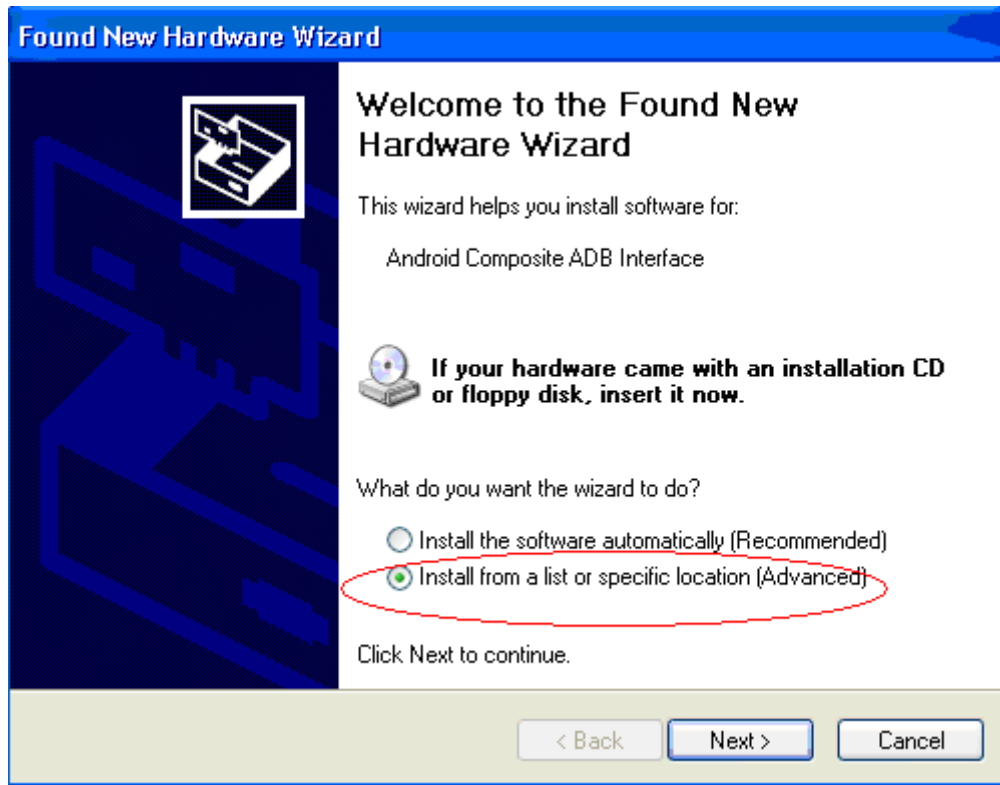 Found New Hardware Wizard
Welcome to the Found New
Hardware Wizard
This wizard helps you install software for:
Android Composite ADB Interface
If your hardware came with an installation CD
or floppy disk, insert it now.
What do you want the wizard to do?
Install the software automatically (Recommended)
Install from a list or specific location (Advanced)
Click Next to continue.
< Back
Next >
Cancel